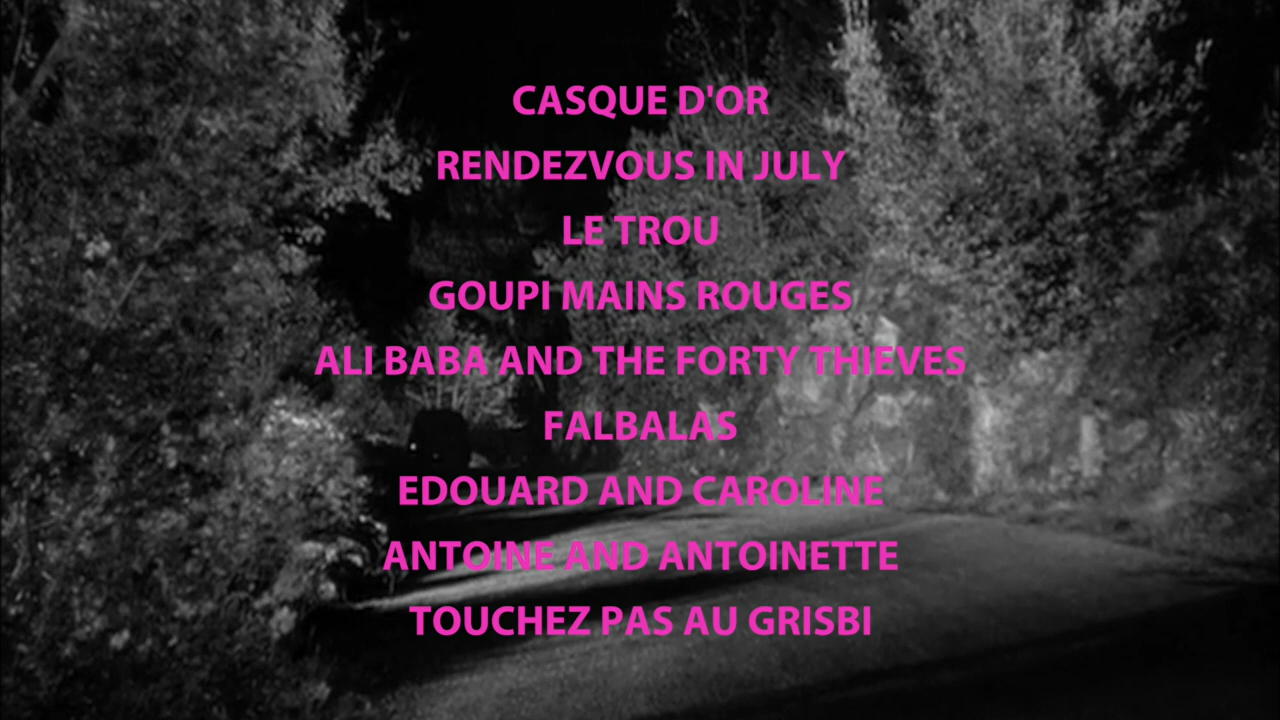 CASQUE D'OR
RENDEZVOUS IN JULY
LE TROU
GOUPI MAINS ROUGES
ALI BABA AND THE FORTY THIEVES
FALBALAS
EDOUARD AND CAROLINE
ANTOINE AND ANTOINETTE
TOUCHEZ PAS AU GRISBI